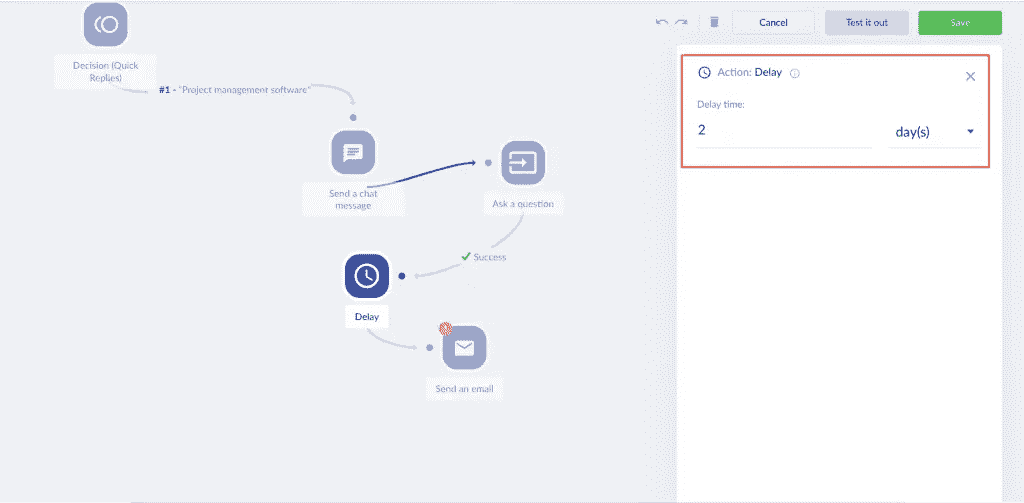 Cancel
Test it out
Save
Decision (Quick
Replies)
#1 - "Project management software"
Send a chat
message
Ask a question
Success
Delay
Send an email
Action: Delay
Delay time:
2
day(s)